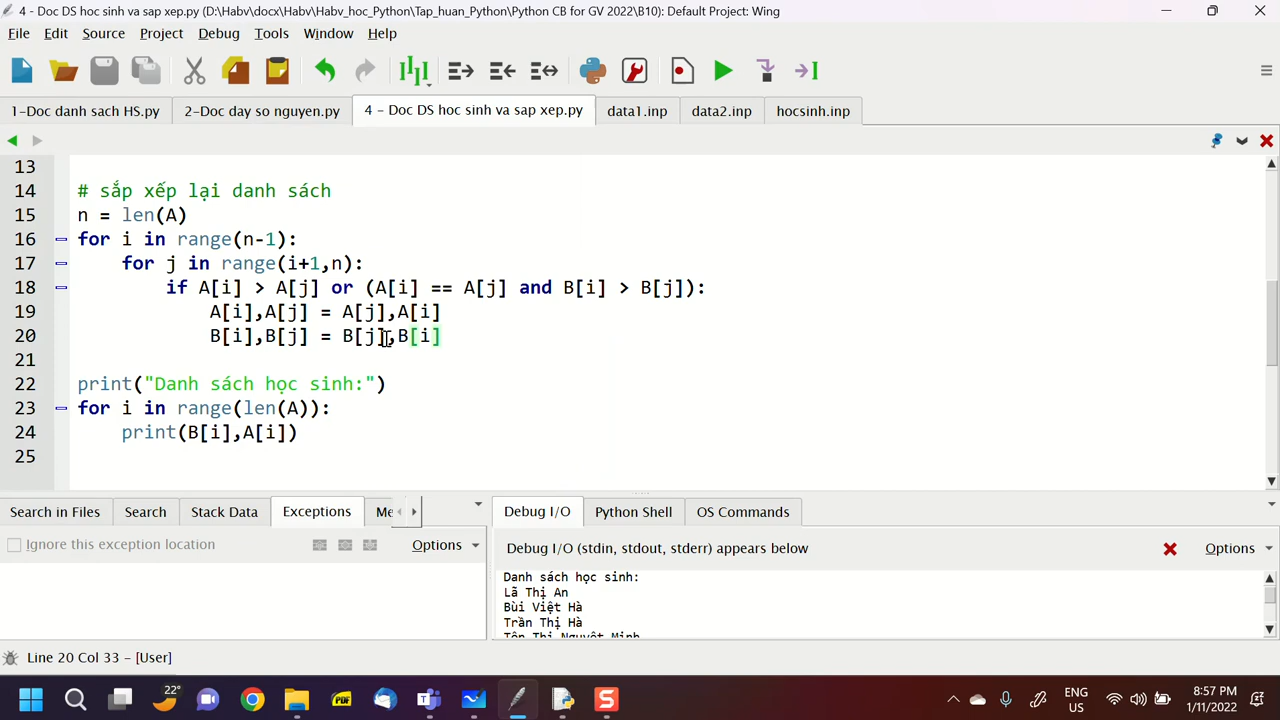 4 - Doc DS hoc sinh va sap xep.py (D:\Habv\docx\Habv\Habv_hoc_Python\Tap_huan_Python\Python CB for GV 2022\B10): Default Project: Wing
File Edit Source Project Debug Tools Window Help
1-Doc danh sach HS.py 2-Doc day so nguyen.py 4 - Doc DS hoc sinh va sap xep.py data1.inp data2.inp hocsinh.inp
13
14 # sắp xếp lại danh sách
15 n = len(A)
16 for i in range(n-1):
17 for j in range(i+1,n):
18 if A[i] > A[j] or (A[i] == A[j] and B[i] > B[j]):
19 A[i],A[j] = A[j],A[i]
20 B[i],B[j] = B[j],B[i]
21
22 print("Danh sách học sinh:")
23 for i in range(len(A)):
24 print(B[i],A[i])
25
Search in Files Search Stack Data Exceptions Me
Debug I/O Python Shell OS Commands
Ignore this exception location Options
Debug I/O (stdin, stdout, stderr) appears below Options
Danh sách học sinh:
Lã Thị An
Bùi Việt Hà
Trần Thị Hà
Tôn Thị Nguyệt Minh
Line 20 Col 33 - [User]
22°
PDF
ENG
US
8:57 PM
1/11/2022